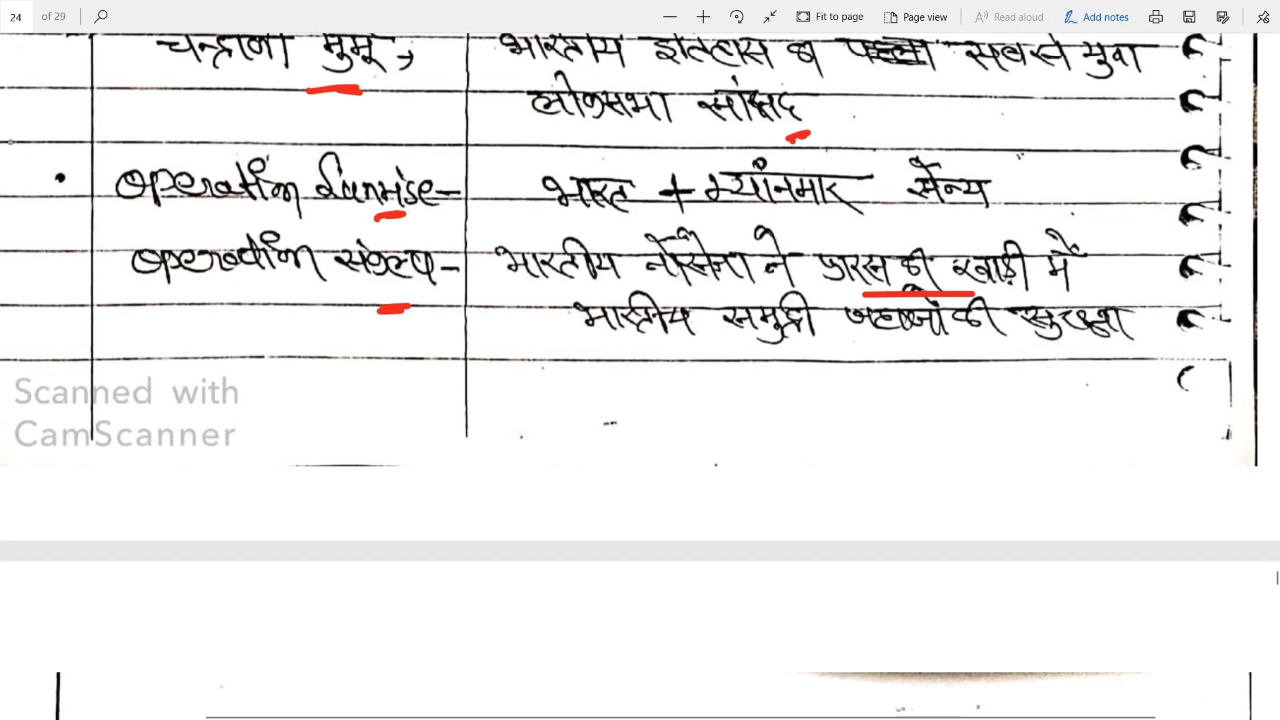 24 of 29 Fit to page Page view Read aloud Add notes
चन्द्राणी मुर्मू → भारतीय इतिहास की सबसे युवा
लोकसभा सांसद
• operation Sunrise – भारत + म्यांनमार सैन्य
operation संकल्प – भारतीय नौसेना ने फारस की खाड़ी में
भारतीय समुद्री जहाजों की सुरक्षा
Scanned with
CamScanner